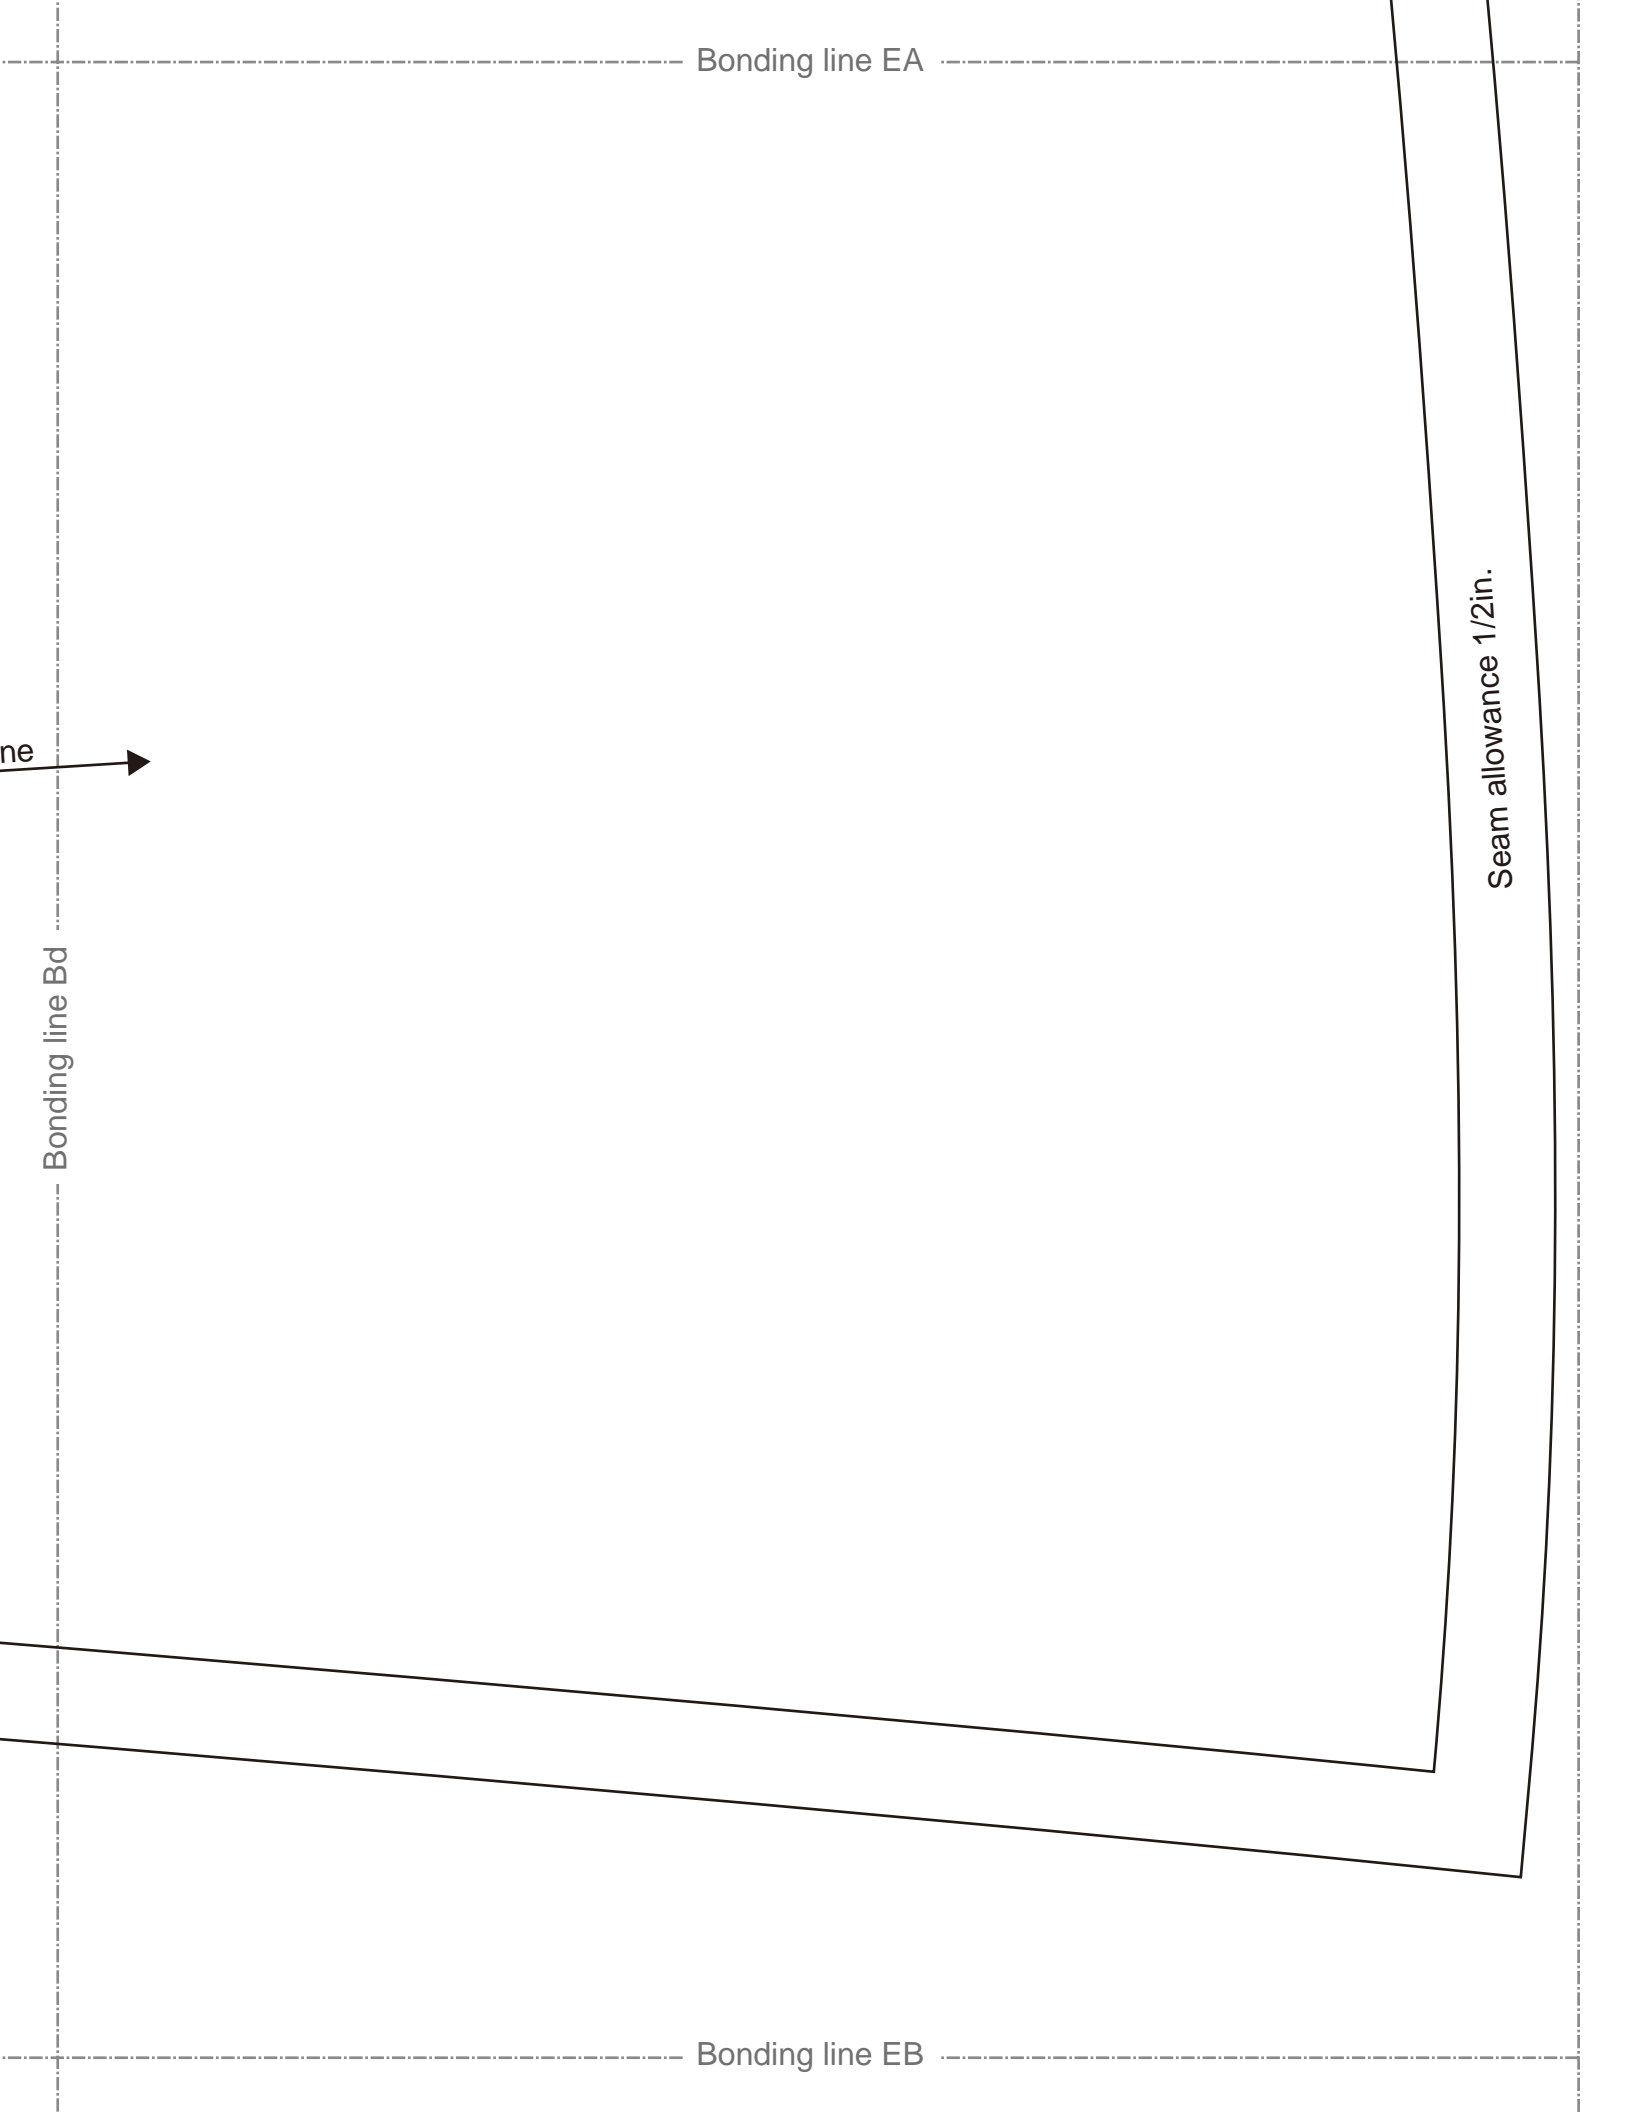 Bonding line EA
Seam allowance 1/2in.
ne
Bonding line Bd
Bonding line EB